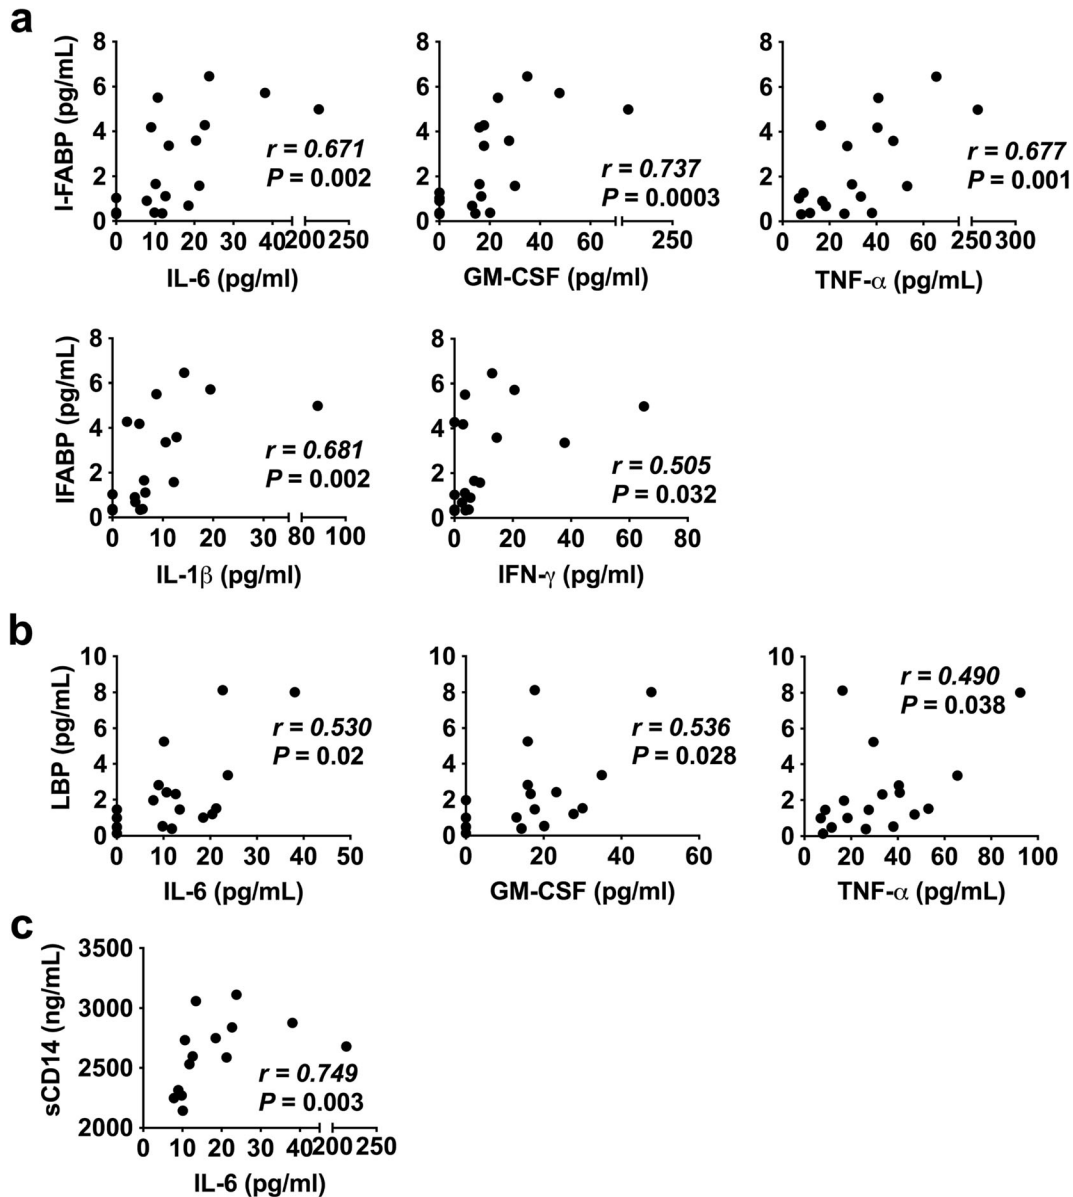 a
I-FABP (pg/mL)
8
6
4
2
0
0 10 20 30 40 200 250
r = 0.671
P = 0.002
IL-6 (pg/ml)
8
6
4
2
0
0 20 40 60 250
r = 0.737
P = 0.0003
GM-CSF (pg/ml)
8
6
4
2
0
0 20 40 60 250 300
r = 0.677
P = 0.001
TNF-α (pg/mL)
IFABP (pg/mL)
8
6
4
2
0
0 10 20 30 80 100
r = 0.681
P = 0.002
IL-1β (pg/ml)
8
6
4
2
0
0 20 40 60 80
r = 0.505
P = 0.032
IFN-γ (pg/ml)
b
LBP (pg/mL)
10
8
6
4
2
0
0 10 20 30 40 50
r = 0.530
P = 0.02
IL-6 (pg/mL)
10
8
6
4
2
0
0 20 40 60
r = 0.536
P = 0.028
GM-CSF (pg/ml)
10
8
6
4
2
0
0 20 40 60 80 100
r = 0.490
P = 0.038
TNF-α (pg/mL)
c
sCD14 (ng/mL)
3500
3000
2500
2000
0 10 20 30 40 200 250
r = 0.749
P = 0.003
IL-6 (pg/ml)